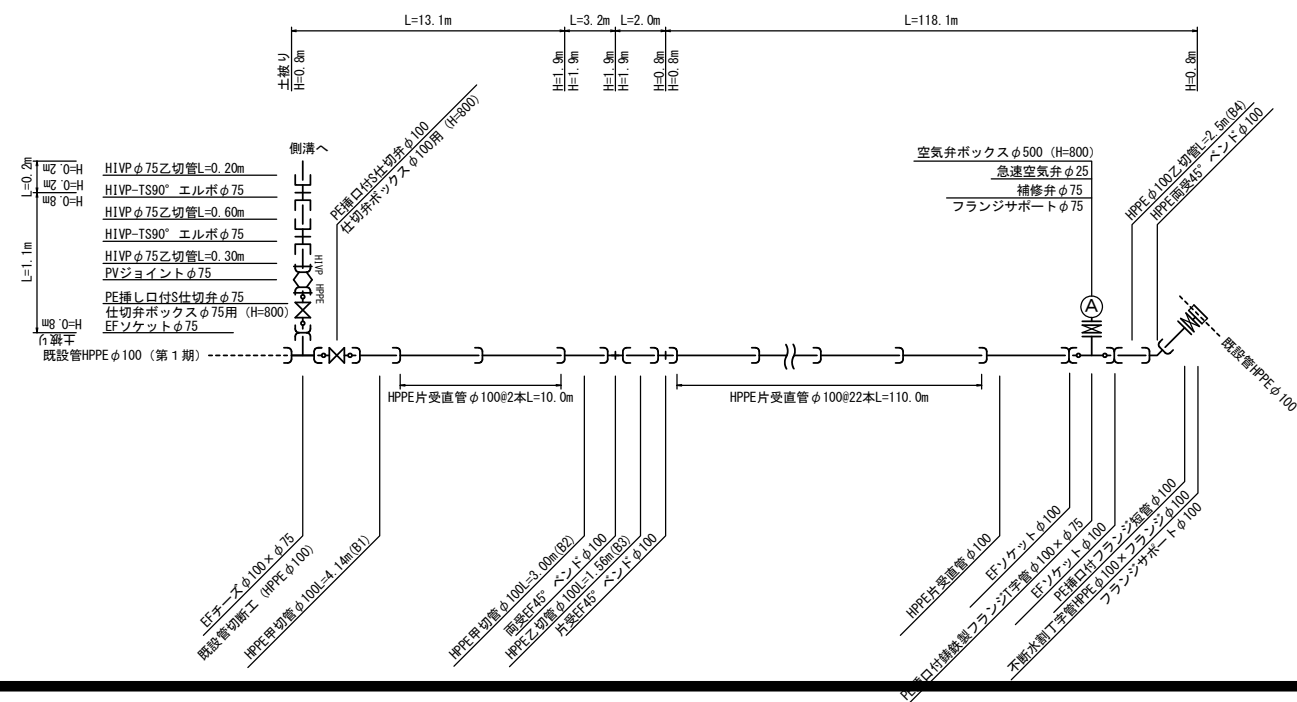 L=13.1m
L=3.2m
L=2.0m
L=118.1m
土被り
H=0.8m
H=1.9m
H=1.9m
H=1.9m
H=1.9m
H=0.8m
H=0.8m
H=0.8m
側溝へ
PE挿口付S仕切弁φ100
仕切弁ボックスφ100用 (H=800)
L=0.2m
H=0.2m
H=0.2m
H=0.8m
L=1.1m
H=0.8m
土被り
HIVPφ75乙切管L=0.20m
HIVP-TS90°エルボφ75
HIVPφ75乙切管L=0.60m
HIVP-TS90°エルボφ75
HIVPφ75乙切管L=0.30m
PVジョイントφ75
PE挿し口付S仕切弁φ75
仕切弁ボックスφ75用 (H=800)
EFソケットφ75
HIVP
HPPE
既設管HPPEφ100 (第1期)
空気弁ボックスφ500 (H=800)
急速空気弁φ25
補修弁φ75
フランジサポートφ75
A
HPPEφ100乙切管L=2.5m(B4)
HPPE両受45°ベンドφ100
既設管HPPEφ100
HPPE片受直管φ100@2本L=10.0m
HPPE片受直管φ100@22本L=110.0m
EFチーズφ100×φ75
既設管切断工 (HPPEφ100)
HPPE甲切管φ100L=4.14m(B1)
HPPE甲切管φ100L=3.00m(B2)
両受EF45°ベンドφ100
HPPE乙切管φ100L=1.56m(B3)
片受EF45°ベンドφ100
HPPE片受直管φ100
EFソケットφ100
PE挿口付鋳鉄製フランジT字管φ100×φ75
EFソケットφ100
PE挿口付フランジ短管φ100
不断水割T字管HPPEφ100×フランジφ100
フランジサポートφ100